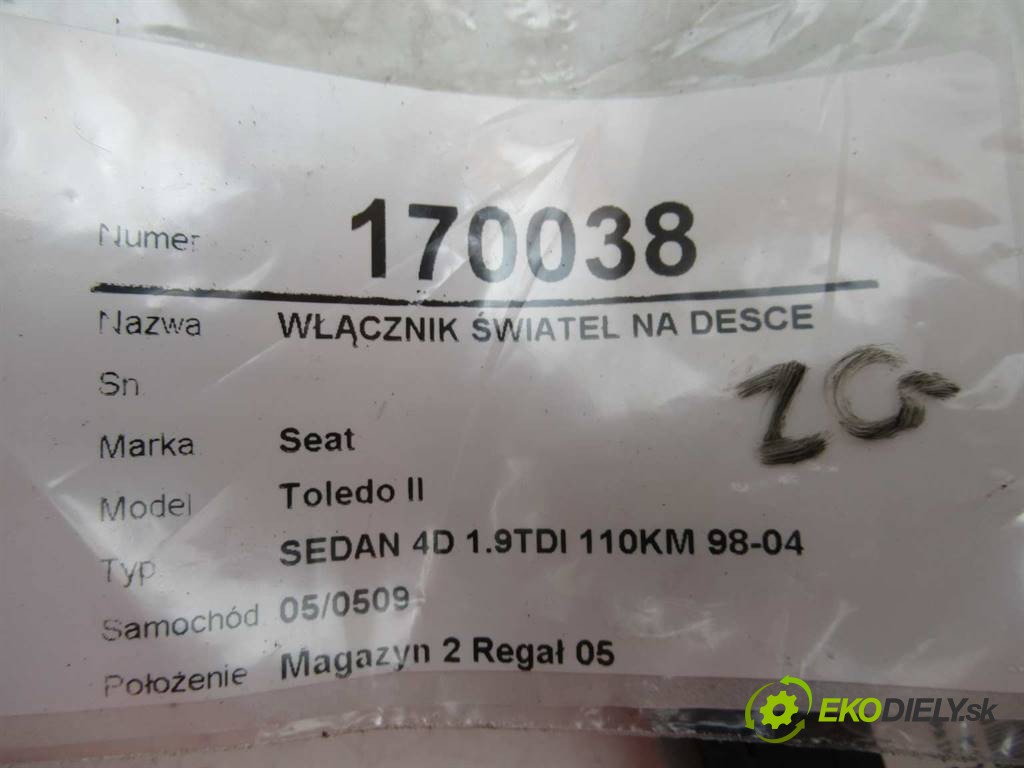 Numer 170038
Nazwa WŁĄCZNIK ŚWIATEL NA DESCE
Sn
Marka Seat
Model Toledo II
Typ SEDAN 4D 1.9TDI 110KM 98-04
Samochód 05/0509
Położenie Magazyn 2 Regał 05
EKODIELY.sk